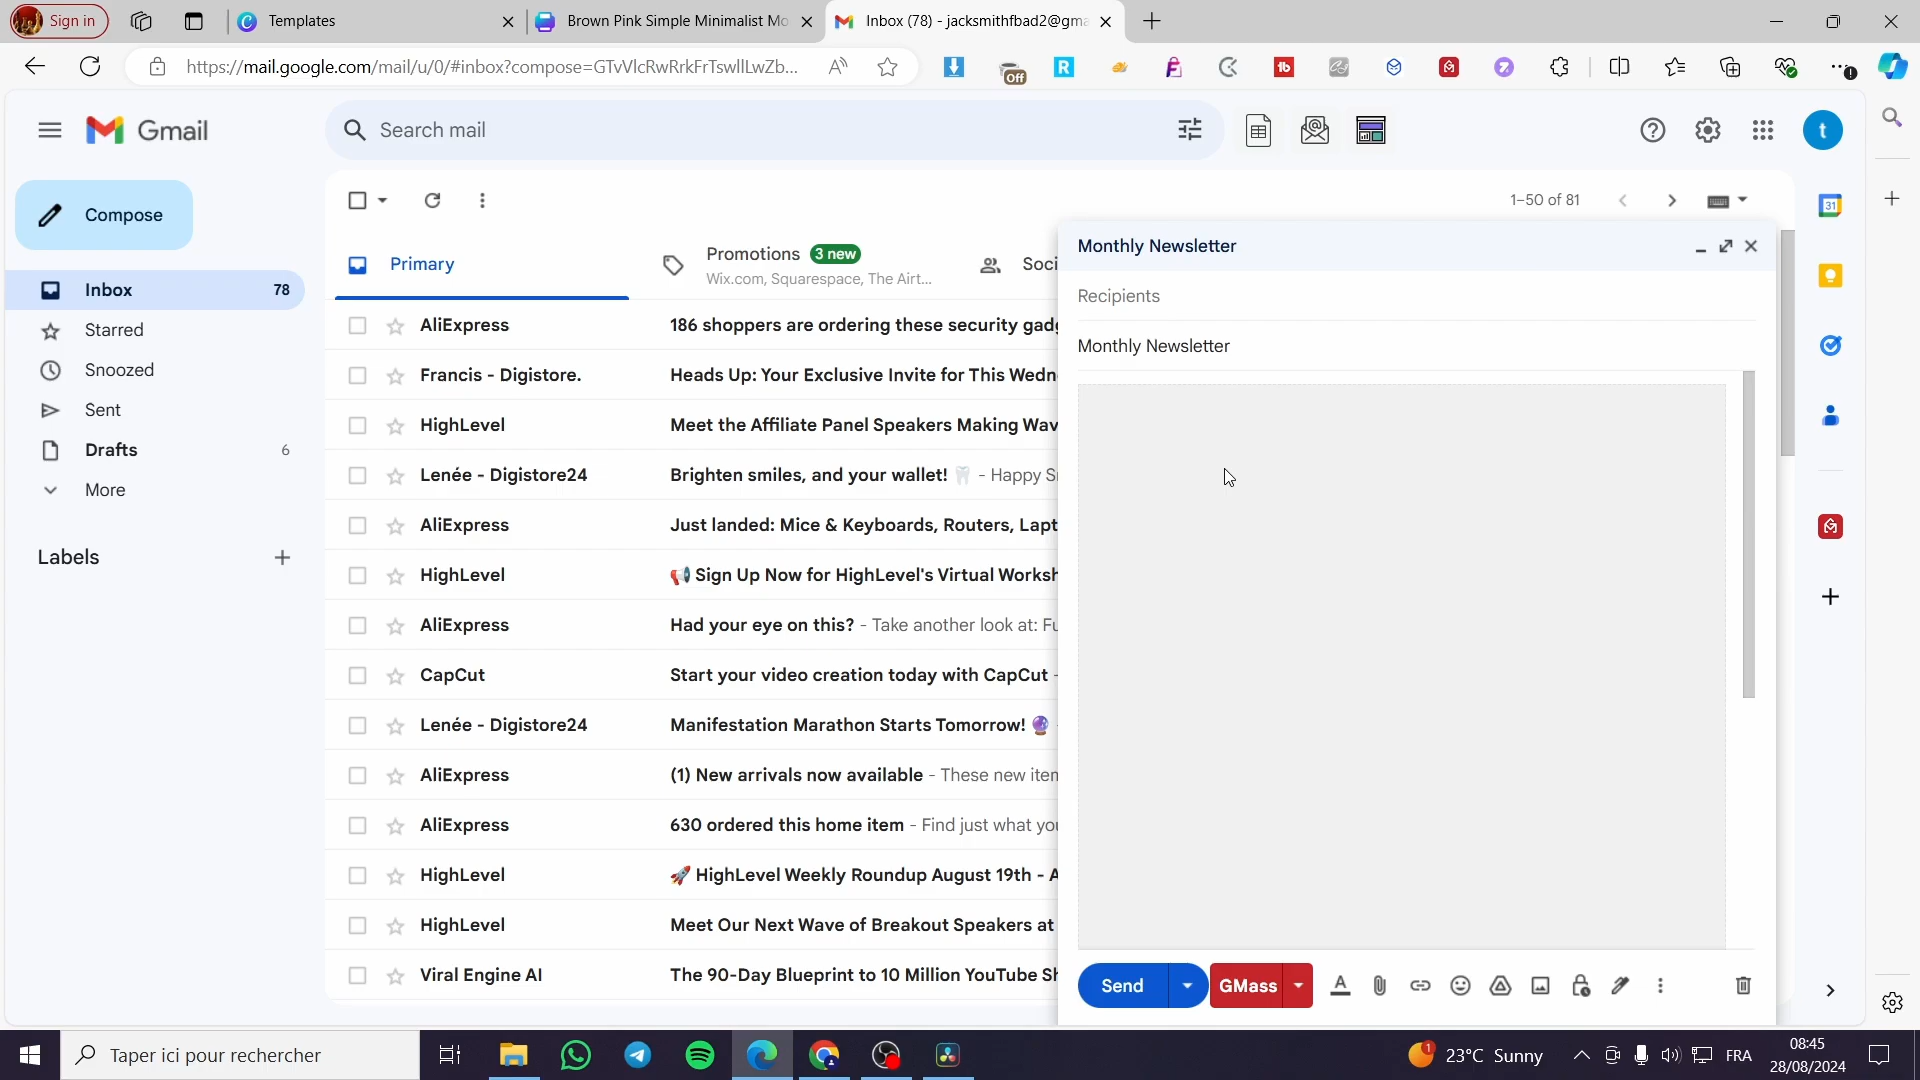 Sign in
Templates
Brown Pink Simple Minimalist Mo
Inbox (78) - jacksmithfbad2@gma
https://mail.google.com/mail/u/0/#inbox?compose=GTvVlcRwRrkFrTswllLwZb...
Off
Gmail
Search mail
Compose
1–50 of 81
Inbox 78
Starred
Snoozed
Sent
Drafts 6
More
Labels
Primary
Promotions 3 new
Wix.com, Squarespace, The Airt...
Soci
AliExpress 186 shoppers are ordering these security gadg
Francis - Digistore. Heads Up: Your Exclusive Invite for This Wedn
HighLevel Meet the Affiliate Panel Speakers Making Wav
Lenée - Digistore24 Brighten smiles, and your wallet! 🦷 - Happy Sm
AliExpress Just landed: Mice & Keyboards, Routers, Lapt
HighLevel 📢 Sign Up Now for HighLevel's Virtual Worksh
AliExpress Had your eye on this? - Take another look at: Fu
CapCut Start your video creation today with CapCut -
Lenée - Digistore24 Manifestation Marathon Starts Tomorrow! 🔮 -
AliExpress (1) New arrivals now available - These new item
AliExpress 630 ordered this home item - Find just what you
HighLevel 🚀 HighLevel Weekly Roundup August 19th - A
HighLevel Meet Our Next Wave of Breakout Speakers at
Viral Engine AI The 90-Day Blueprint to 10 Million YouTube Sh
Monthly Newsletter
Recipients
Monthly Newsletter
Send
GMass
31
t
Taper ici pour rechercher
1
23°C Sunny
FRA
08:45
28/08/2024